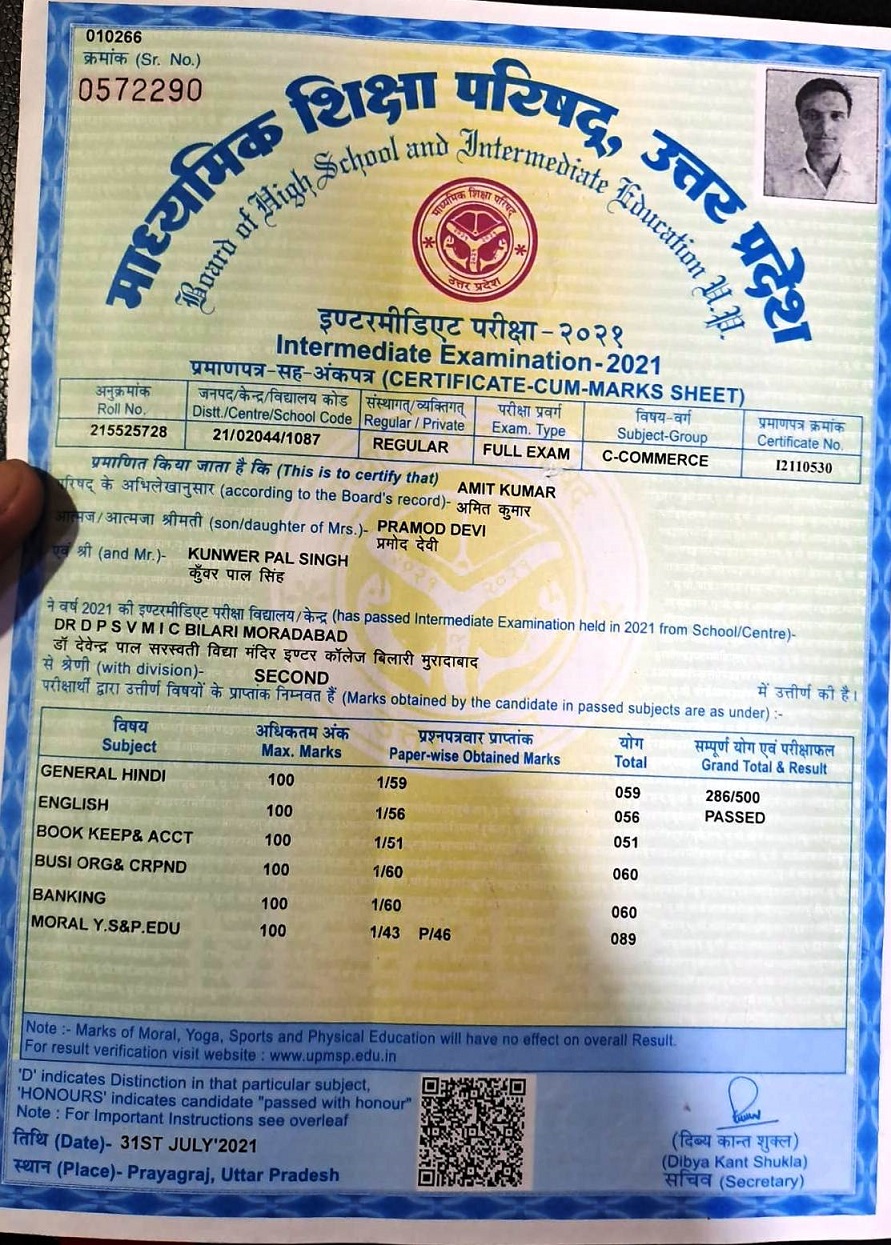 010266
क्रमांक (Sr. No.)
0572290
माध्यमिक शिक्षा परिषद्, उत्तर प्रदेश
Board of High School and Intermediate Education U.P.
माध्यमिक शिक्षा परिषद्
उत्तर प्रदेश
इण्टरमीडिएट परीक्षा-२०२१
Intermediate Examination-2021
प्रमाणपत्र-सह-अंकपत्र (CERTIFICATE-CUM-MARKS SHEET)
अनुक्रमांक जनपद/केन्द्र/विद्यालय कोड संस्थागत/व्यक्तिगत् परीक्षा प्रवर्ग विषय-वर्ग प्रमाणपत्र क्रमांक
Roll No. Distt./Centre/School Code Regular / Private Exam. Type Subject-Group Certificate No.
215525728 21/02044/1087 REGULAR FULL EXAM C-COMMERCE I2110530
प्रमाणित किया जाता है कि (This is to certify that)
परिषद् के अभिलेखानुसार (according to the Board's record)- AMIT KUMAR
अमित कुमार
आत्मज/आत्मजा श्रीमती (son/daughter of Mrs.)- PRAMOD DEVI
प्रमोद देवी
एवं श्री (and Mr.)- KUNWER PAL SINGH
कुँवर पाल सिंह
ने वर्ष 2021 की इण्टरमीडिएट परीक्षा विद्यालय/केन्द्र (has passed Intermediate Examination held in 2021 from School/Centre)-
DR D P S V M I C BILARI MORADABAD
डॉ देवेन्द्र पाल सरस्वती विद्या मंदिर इण्टर कॉलेज बिलारी मुरादाबाद
से श्रेणी (with division)- SECOND में उत्तीर्ण की है।
परीक्षार्थी द्वारा उत्तीर्ण विषयों के प्राप्तांक निम्नवत हैं (Marks obtained by the candidate in passed subjects are as under) :-
विषय अधिकतम अंक प्रश्नपत्रवार प्राप्तांक योग सम्पूर्ण योग एवं परीक्षाफल
Subject Max. Marks Paper-wise Obtained Marks Total Grand Total & Result
GENERAL HINDI 100 1/59 059 286/500
ENGLISH 100 1/56 056 PASSED
BOOK KEEP& ACCT 100 1/51 051
BUSI ORG& CRPND 100 1/60 060
BANKING 100 1/60 060
MORAL Y.S&P.EDU 100 1/43 P/46 089
Note :- Marks of Moral, Yoga, Sports and Physical Education will have no effect on overall Result.
For result verification visit website : www.upmsp.edu.in
'D' indicates Distinction in that particular subject,
'HONOURS' indicates candidate "passed with honour"
Note : For Important Instructions see overleaf
तिथि (Date)- 31ST JULY'2021
स्थान (Place)- Prayagraj, Uttar Pradesh
(दिब्य कान्त शुक्ल)
(Dibya Kant Shukla)
सचिव (Secretary)